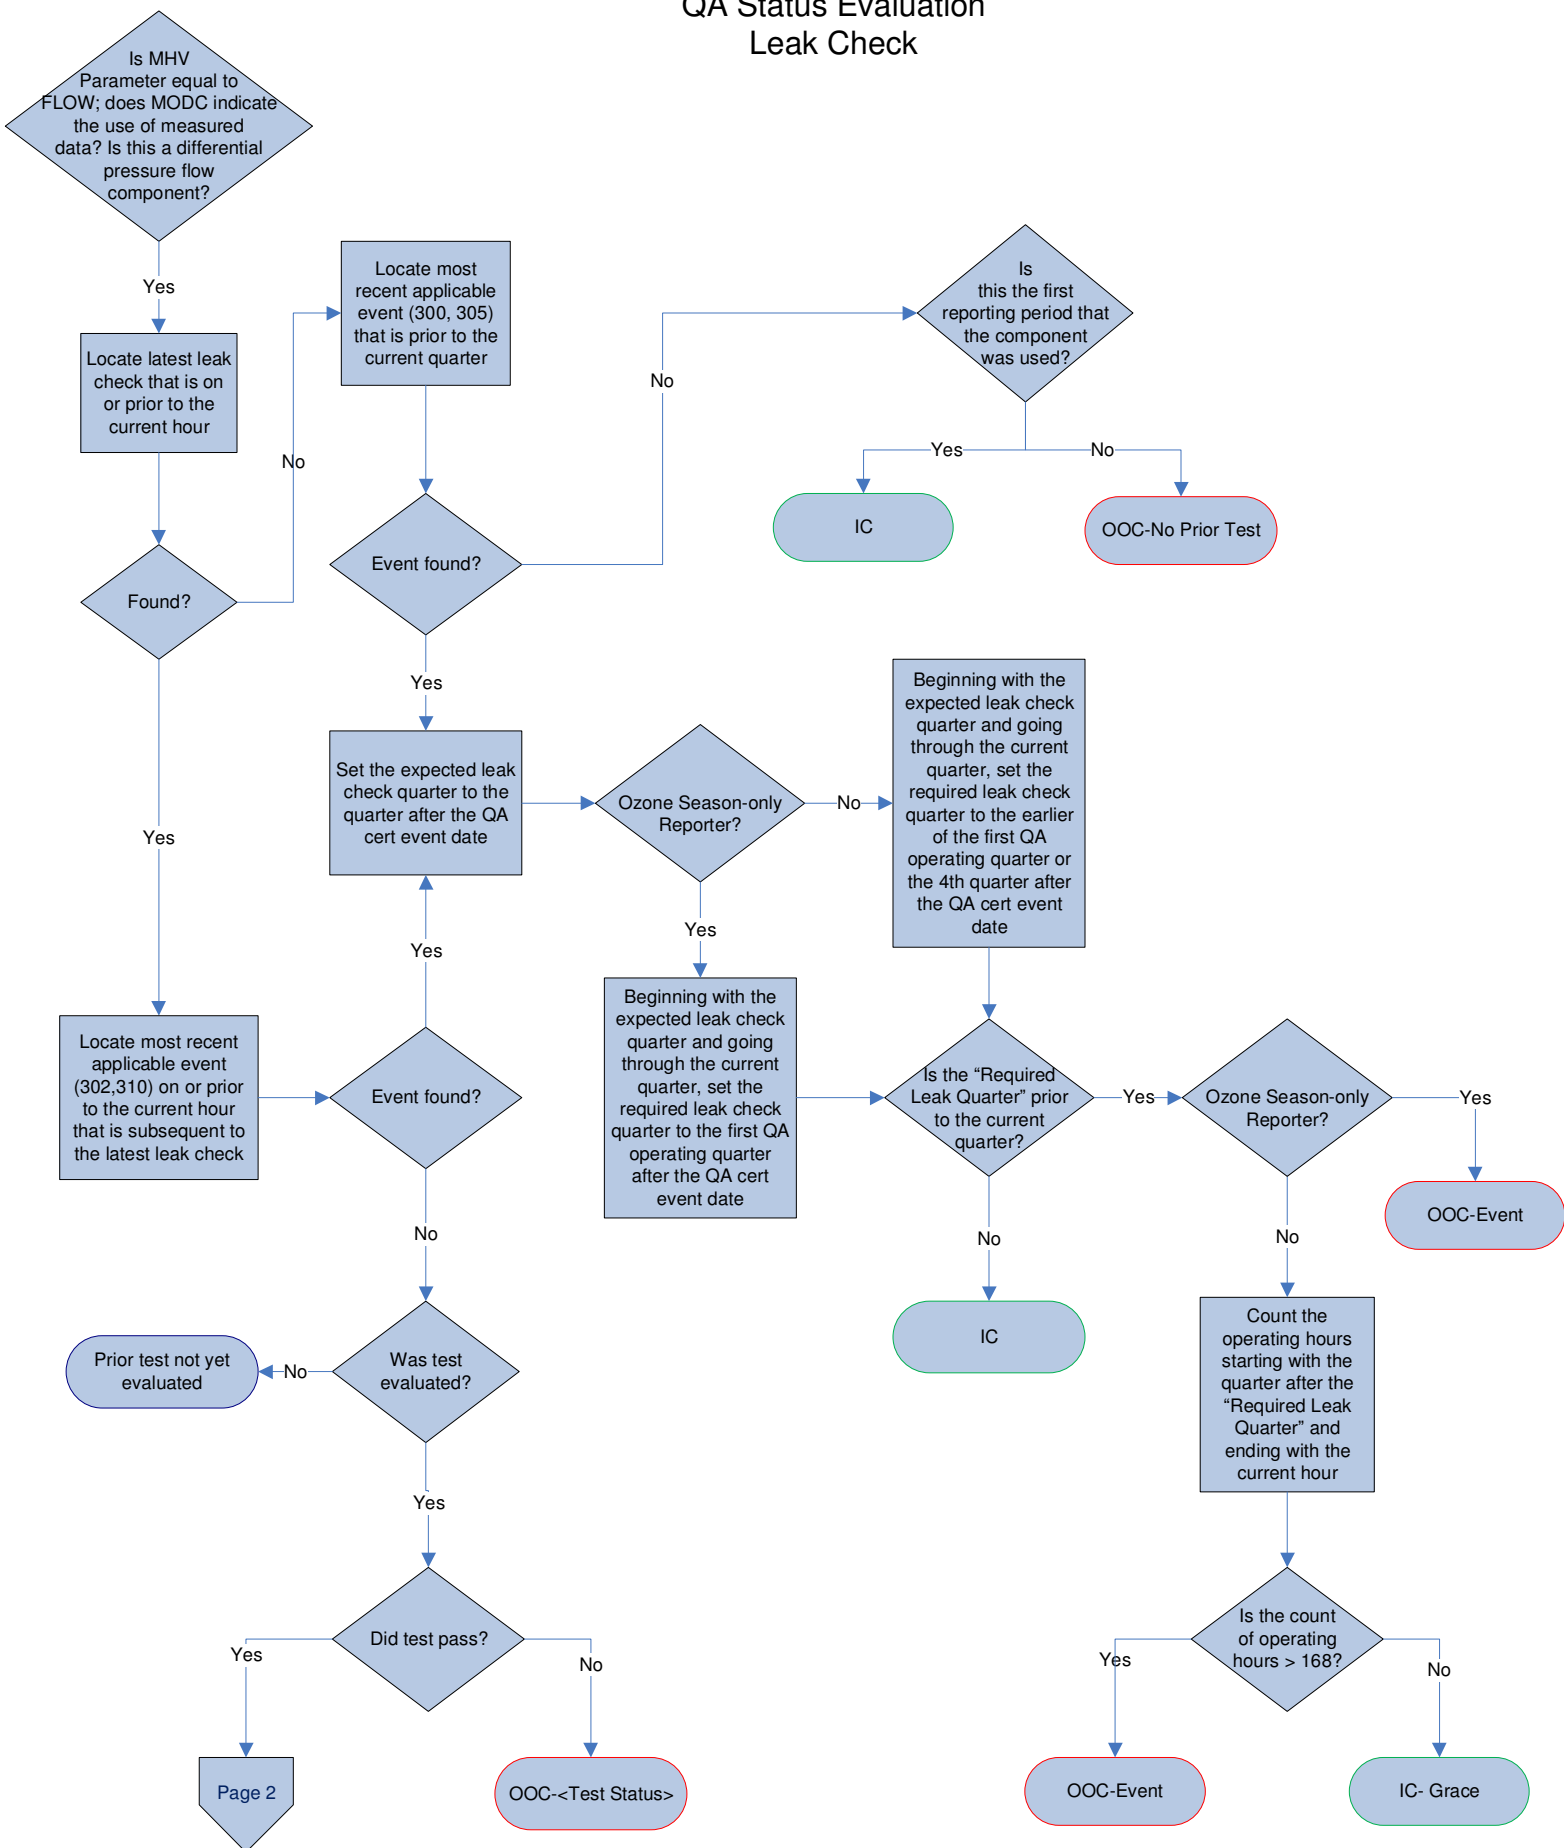 QA Status Evaluation
Leak Check
Is MHV
Parameter equal to
FLOW; does MODC indicate
the use of measured
data? Is this a differential
pressure flow
component?
Yes
Locate latest leak
check that is on
or prior to the
current hour
No
Found?
Yes
Locate most
recent applicable
event (300, 305)
that is prior to the
current quarter
Event found?
No
Is
this the first
reporting period that
the component
was used?
Yes
No
IC
OOC-No Prior Test
Yes
Set the expected leak
check quarter to the
quarter after the QA
cert event date
Ozone Season-only
Reporter?
No
Beginning with the
expected leak check
quarter and going
through the current
quarter, set the
required leak check
quarter to the earlier
of the first QA
operating quarter or
the 4th quarter after
the QA cert event
date
Yes
Yes
Locate most recent
applicable event
(302,310) on or prior
to the current hour
that is subsequent to
the latest leak check
Event found?
Beginning with the
expected leak check
quarter and going
through the current
quarter, set the
required leak check
quarter to the first QA
operating quarter
after the QA cert
event date
Is the “Required
Leak Quarter” prior
to the current
quarter?
Yes
Ozone Season-only
Reporter?
Yes
OOC-Event
No
No
No
IC
Count the
operating hours
starting with the
quarter after the
“Required Leak
Quarter” and
ending with the
current hour
Prior test not yet
evaluated
No
Was test
evaluated?
Yes
Did test pass?
Yes
No
Is the count
of operating
hours > 168?
Yes
No
Page 2
OOC-<Test Status>
OOC-Event
IC- Grace